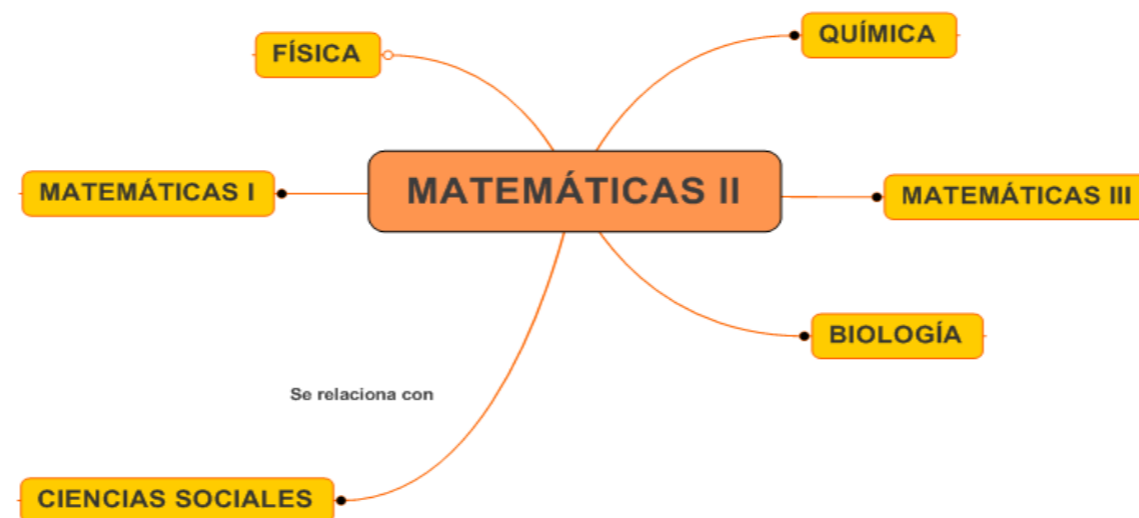 QUÍMICA
FÍSICA
MATEMÁTICAS I
MATEMÁTICAS II
MATEMÁTICAS III
BIOLOGÍA
Se relaciona con
CIENCIAS SOCIALES